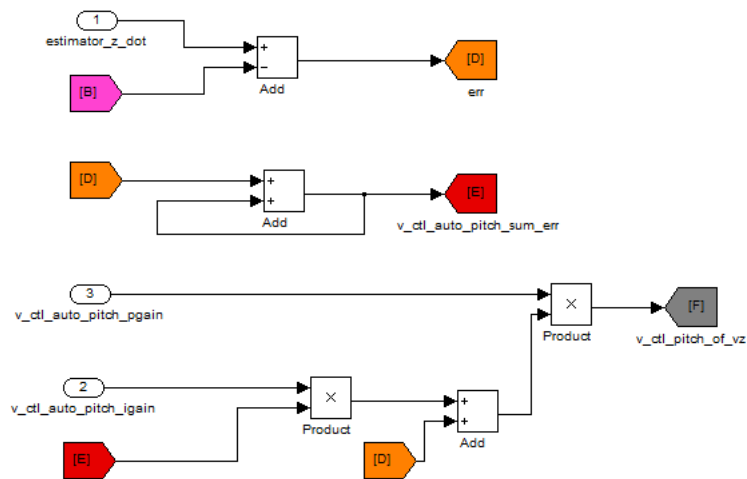 1
estimator_z_dot
+
−
Add
[B]
[D]
err
[D]
+
+
Add
[E]
v_ctl_auto_pitch_sum_err
3
v_ctl_auto_pitch_pgain
×
Product
[F]
v_ctl_pitch_of_vz
2
v_ctl_auto_pitch_igain
×
Product
+
+
Add
[E]
[D]